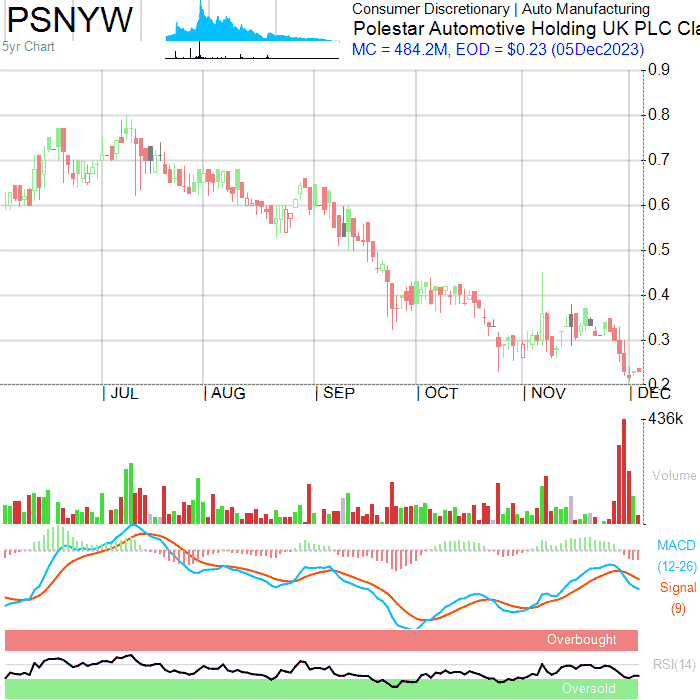 PSNYW
5yr Chart
Consumer Discretionary | Auto Manufacturing
Polestar Automotive Holding UK PLC Cla
MC = 484.2M, EOD = $0.23 (05Dec2023)
0.9
0.8
0.7
0.6
0.5
0.4
0.3
0.2
| JUL | AUG | SEP | OCT | NOV | DEC
436k
Volume
MACD
(12-26)
Signal
(9)
Overbought
RSI(14)
Oversold